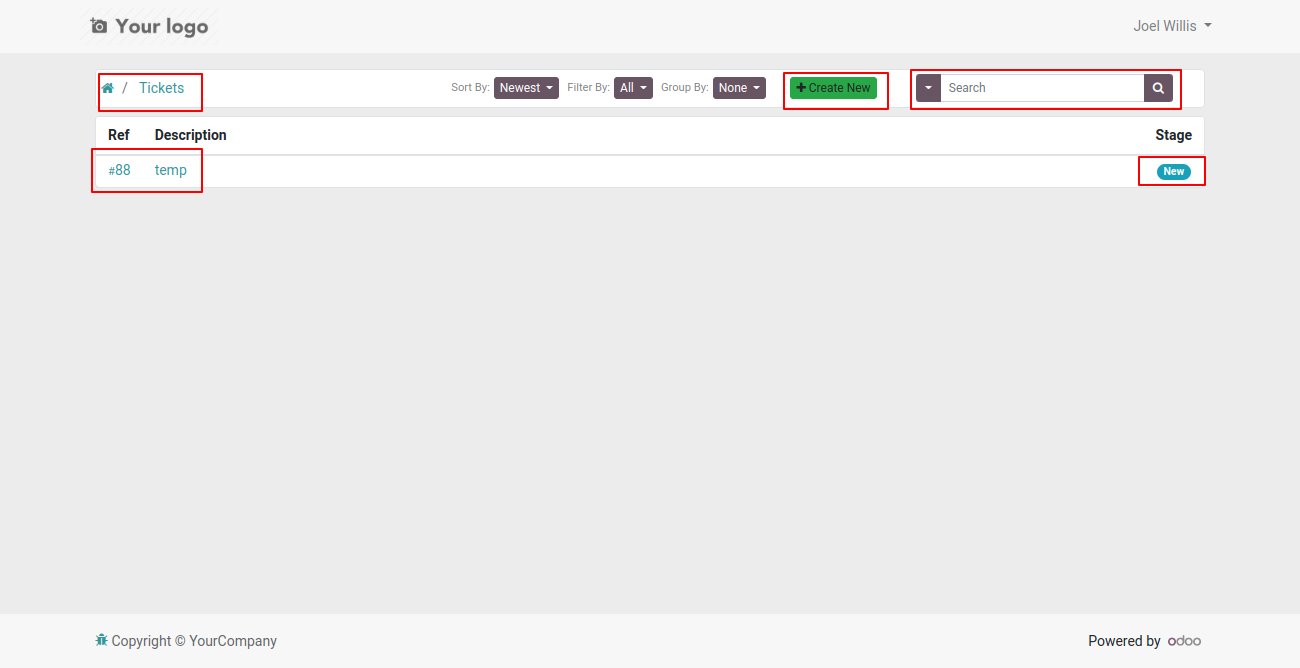 Your logo
Joel Willis
/ Tickets
Sort By: Newest Filter By: All Group By: None
Create New
Search
Ref Description Stage
#88 temp New
Copyright © YourCompany
Powered by odoo